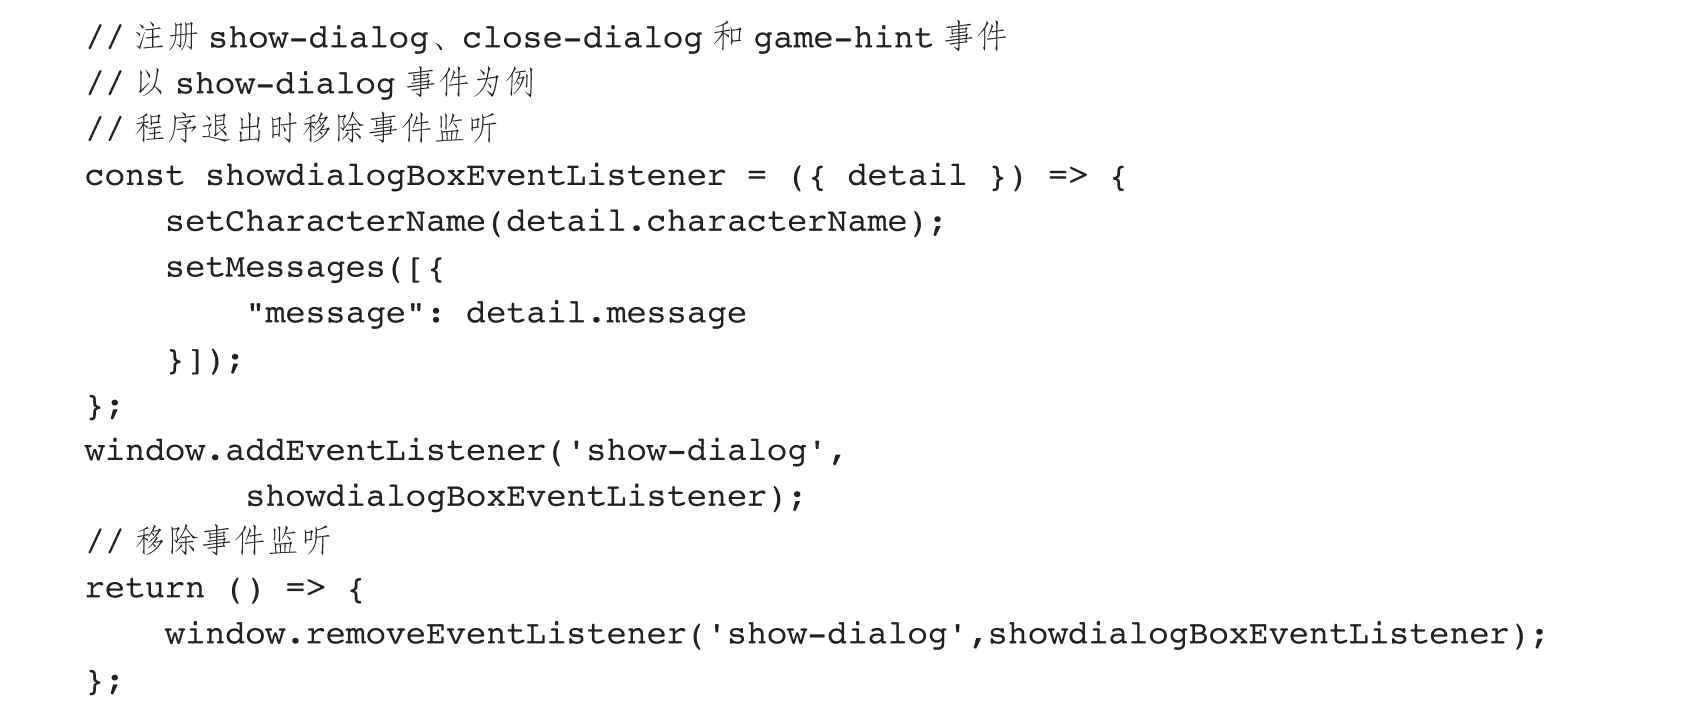 // 注册 show-dialog、close-dialog 和 game-hint 事件
// 以 show-dialog 事件为例
// 程序退出时移除事件监听
const showdialogBoxEventListener = ({ detail }) => {
    setCharacterName(detail.characterName);
    setMessages([{
        "message": detail.message
    }]);
};
window.addEventListener('show-dialog',
        showdialogBoxEventListener);
// 移除事件监听
return () => {
    window.removeEventListener('show-dialog',showdialogBoxEventListener);
};